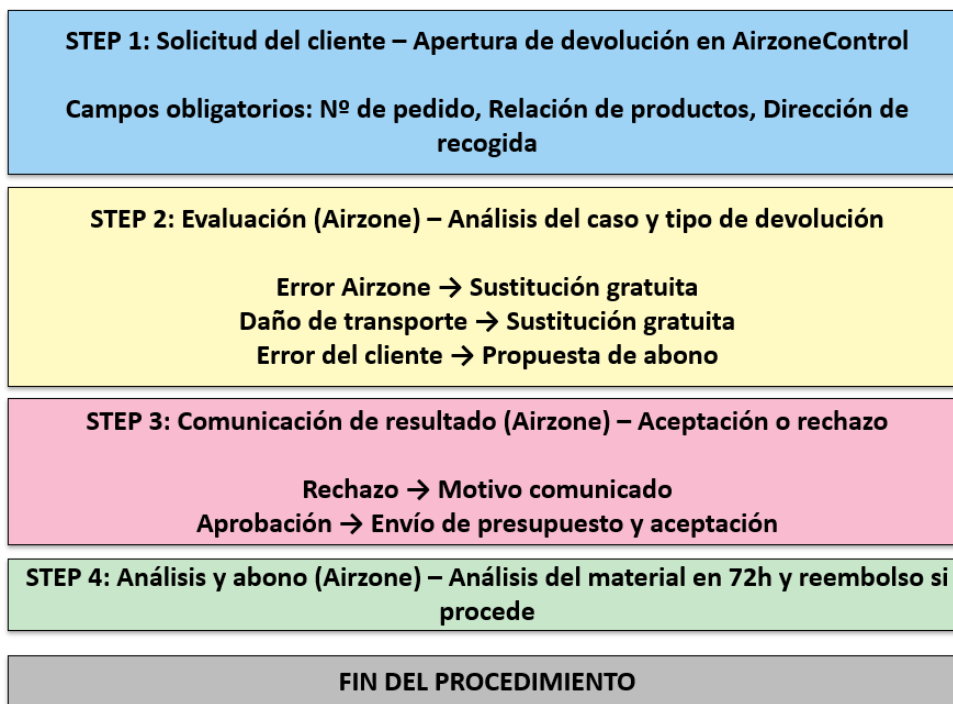 STEP 1: Solicitud del cliente – Apertura de devolución en AirzoneControl
Campos obligatorios: Nº de pedido, Relación de productos, Dirección de
recogida
STEP 2: Evaluación (Airzone) – Análisis del caso y tipo de devolución
Error Airzone → Sustitución gratuita
Daño de transporte → Sustitución gratuita
Error del cliente → Propuesta de abono
STEP 3: Comunicación de resultado (Airzone) – Aceptación o rechazo
Rechazo → Motivo comunicado
Aprobación → Envío de presupuesto y aceptación
STEP 4: Análisis y abono (Airzone) – Análisis del material en 72h y reembolso si
procede
FIN DEL PROCEDIMIENTO